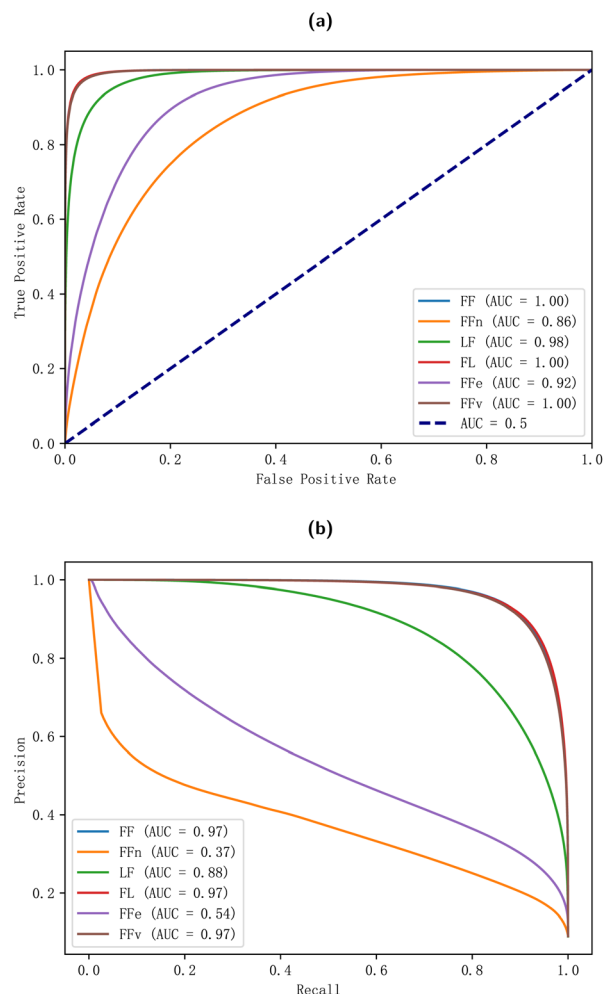 (a)
1.0
0.8
0.6
0.4
0.2
0.0
True Positive Rate
FF (AUC = 1.00)
FFn (AUC = 0.86)
LF (AUC = 0.98)
FL (AUC = 1.00)
FFe (AUC = 0.92)
FFv (AUC = 1.00)
AUC = 0.5
0.0 0.2 0.4 0.6 0.8 1.0
False Positive Rate
(b)
1.0
0.8
0.6
0.4
0.2
Precision
FF (AUC = 0.97)
FFn (AUC = 0.37)
LF (AUC = 0.88)
FL (AUC = 0.97)
FFe (AUC = 0.54)
FFv (AUC = 0.97)
0.0 0.2 0.4 0.6 0.8 1.0
Recall